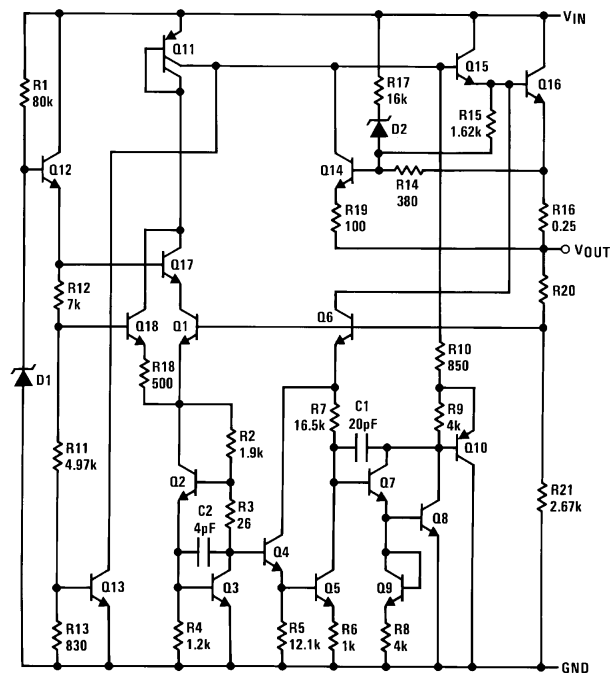 VIN
Q11
Q15
Q16
R1
80k
R17
16k
R15
1.62k
D2
Q12
Q14
R14
380
R16
0.25
R19
100
VOUT
Q17
R12
7k
Q6
R20
Q18
Q1
R18
500
R10
850
C1
20pF
R7
16.5k
R9
4k
Q10
D1
R2
1.9k
R11
4.97k
Q2
Q7
R21
2.67k
R3
26
Q8
C2
4pF
Q4
Q3
Q5
Q9
Q13
R13
830
R4
1.2k
R5
12.1k
R6
1k
R8
4k
GND